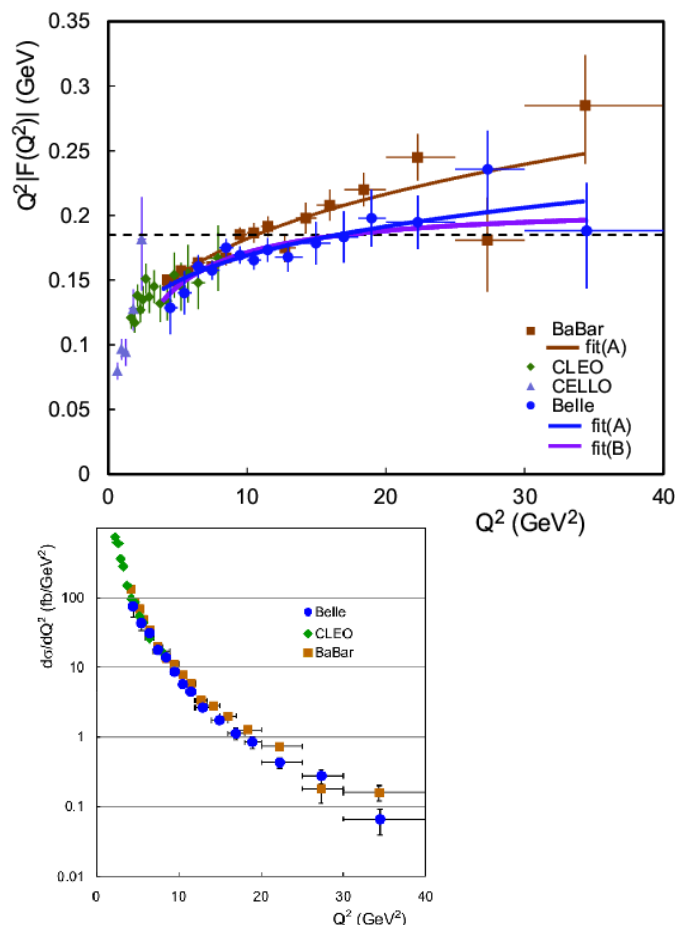 Q²|F(Q²)| (GeV)
0.35
0.3
0.25
0.2
0.15
0.1
0.05
0
BaBar
fit(A)
CLEO
CELLO
Belle
fit(A)
fit(B)
0 10 20 30 40
Q² (GeV²)
dσ/dQ² (fb/GeV²)
100
10
1
0.1
0.01
Belle
CLEO
BaBar
0 10 20 30 40
Q² (GeV²)